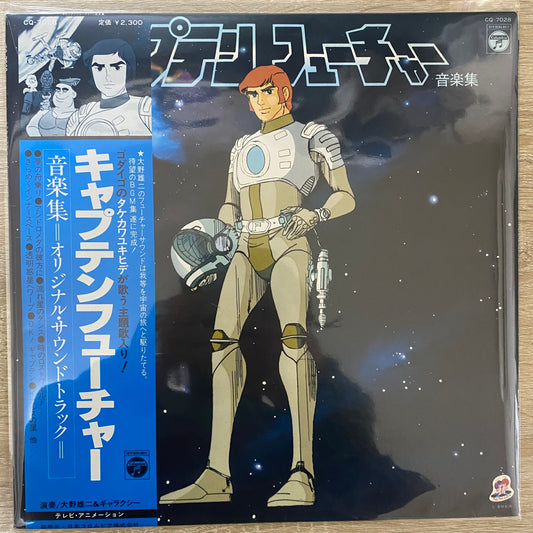 CQ-7028
定価 ¥2,300
CQ-7028
プテンフューチャー
音楽集
★大野雄二のフューチャーサウンドは我等を宇宙の旅へと駆りたてる。
待望のBGM集遂に完成!
ゴダイゴのタケカワユキヒデが歌う主題歌入り!
キャプテンフューチャー
音楽集=オリジナル・サウンドトラック=
演奏/大野雄二&ギャラクシー
テレビ・アニメーション